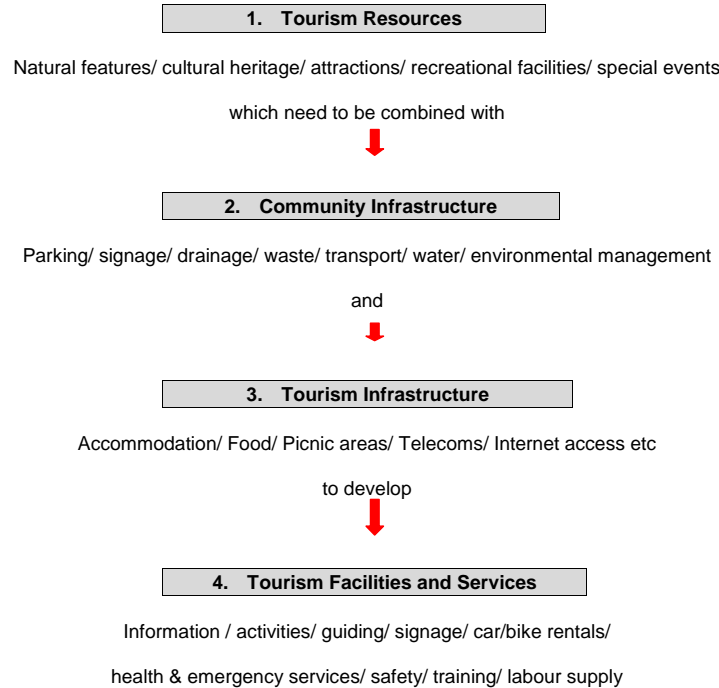 1. Tourism Resources
Natural features/ cultural heritage/ attractions/ recreational facilities/ special events
which need to be combined with
2. Community Infrastructure
Parking/ signage/ drainage/ waste/ transport/ water/ environmental management
and
3. Tourism Infrastructure
Accommodation/ Food/ Picnic areas/ Telecoms/ Internet access etc
to develop
4. Tourism Facilities and Services
Information / activities/ guiding/ signage/ car/bike rentals/
health & emergency services/ safety/ training/ labour supply